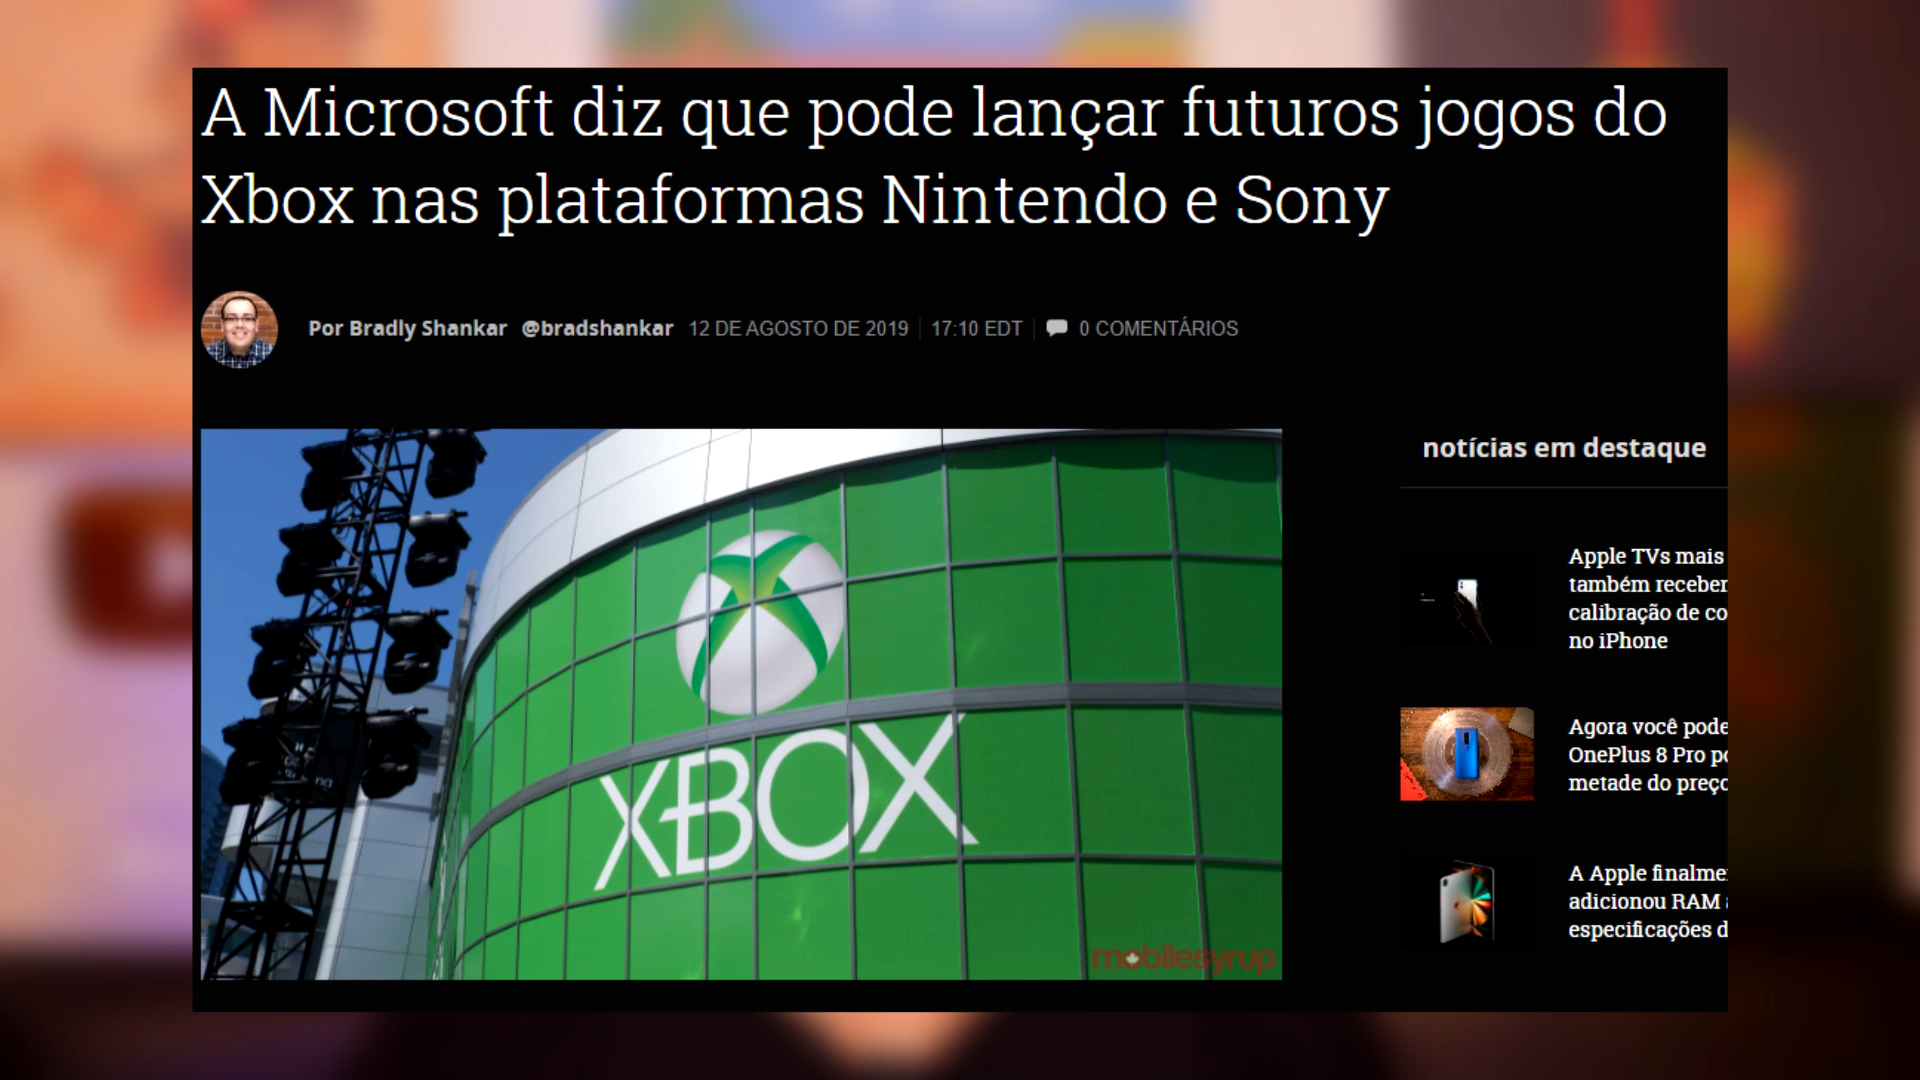 A Microsoft diz que pode lançar futuros jogos do
Xbox nas plataformas Nintendo e Sony
Por Bradly Shankar @bradshankar 12 DE AGOSTO DE 2019 17:10 EDT 0 COMENTÁRIOS
XBOX
mobilesyrup
notícias em destaque
Apple TVs mais
também receber
calibração de co
no iPhone
Agora você pode
OnePlus 8 Pro po
metade do preço
A Apple finalme
adicionou RAM
especificações d